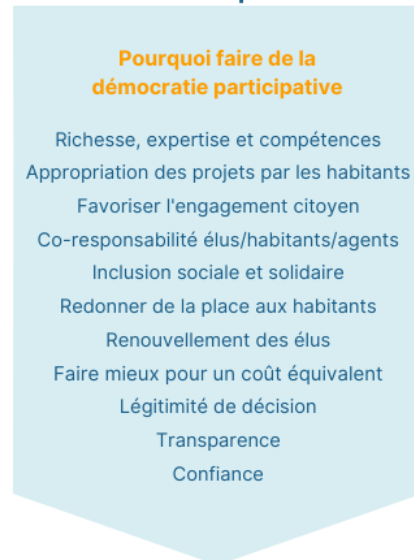 Pourquoi faire de la
démocratie participative
Richesse, expertise et compétences
Appropriation des projets par les habitants
Favoriser l'engagement citoyen
Co-responsabilité élus/habitants/agents
Inclusion sociale et solidaire
Redonner de la place aux habitants
Renouvellement des élus
Faire mieux pour un coût équivalent
Légitimité de décision
Transparence
Confiance